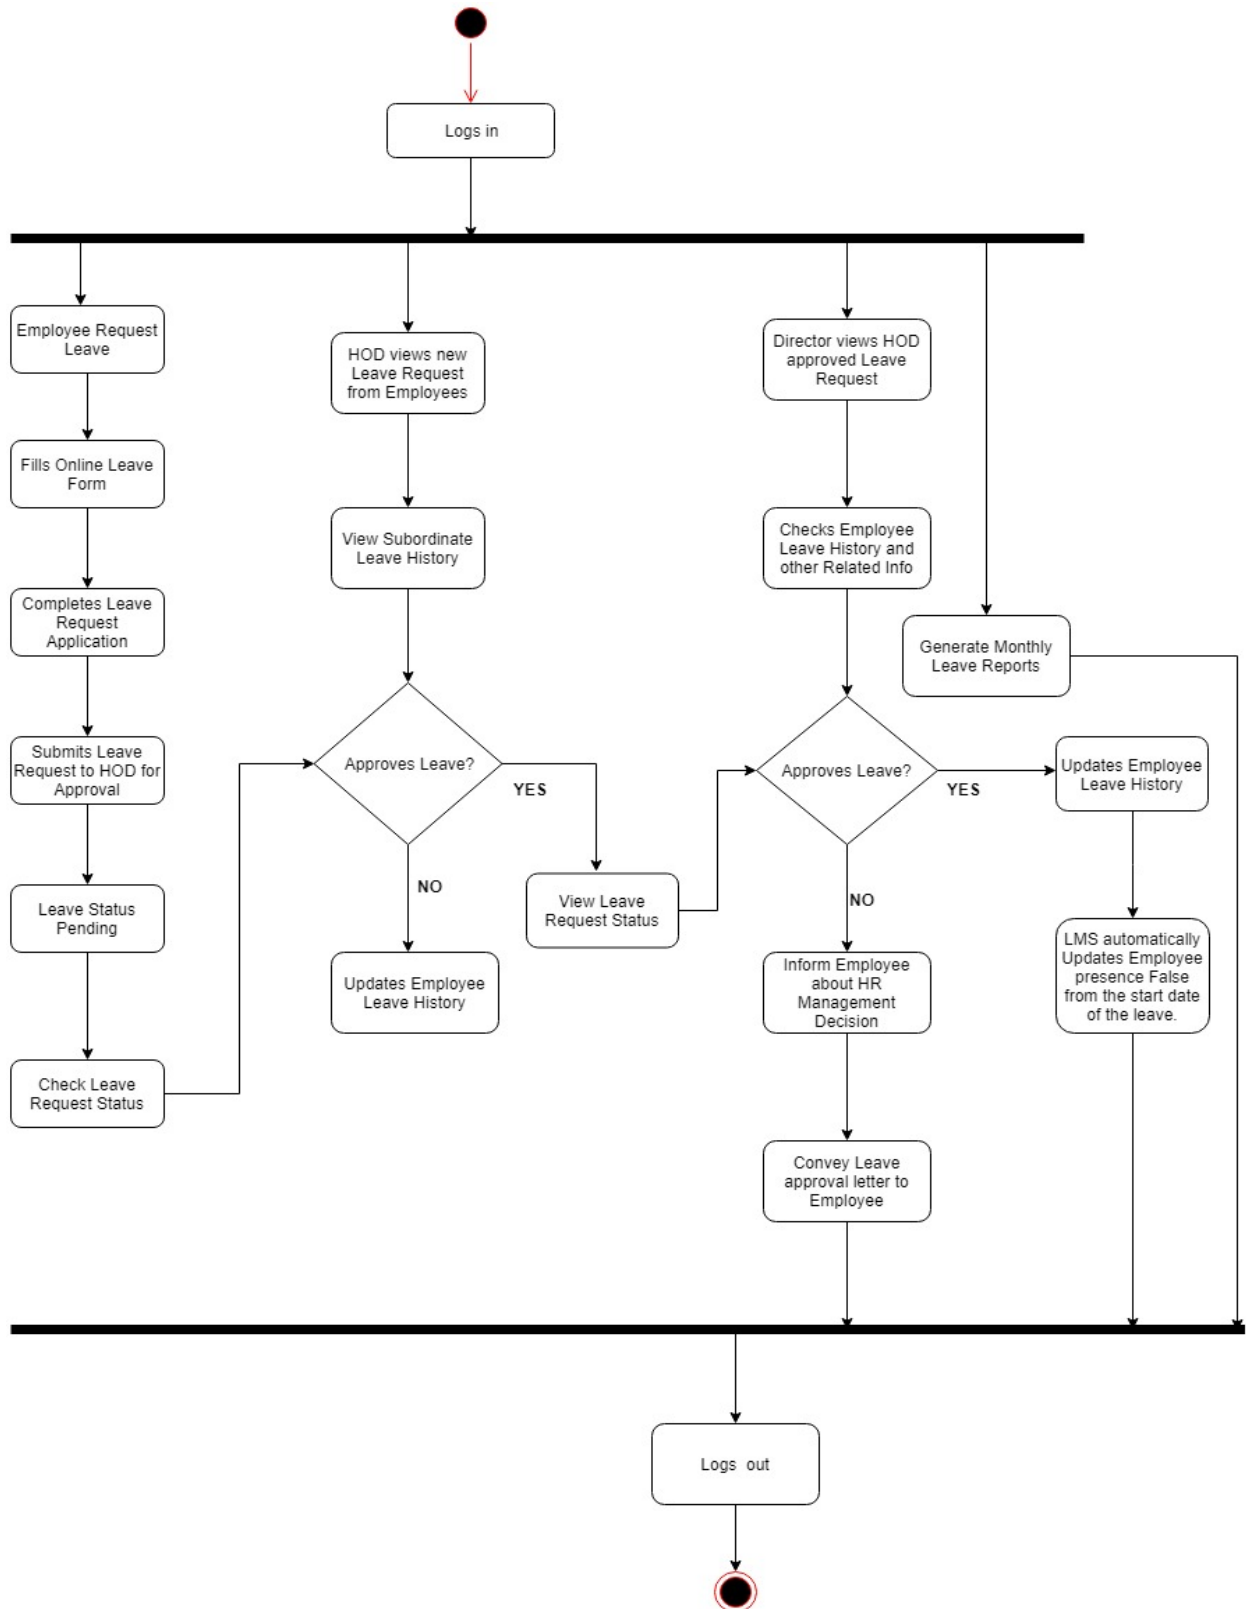 Logs in
Employee Request
Leave
Fills Online Leave
Form
Completes Leave
Request
Application
Submits Leave
Request to HOD for
Approval
Leave Status
Pending
Check Leave
Request Status
HOD views new
Leave Request
from Employees
View Subordinate
Leave History
Approves Leave?
YES
NO
Updates Employee
Leave History
View Leave
Request Status
Director views HOD
approved Leave
Request
Checks Employee
Leave History and
other Related Info
Approves Leave?
YES
NO
Inform Employee
about HR
Management
Decision
Convey Leave
approval letter to
Employee
Generate Monthly
Leave Reports
Updates Employee
Leave History
LMS automatically
Updates Employee
presence False
from the start date
of the leave.
Logs out